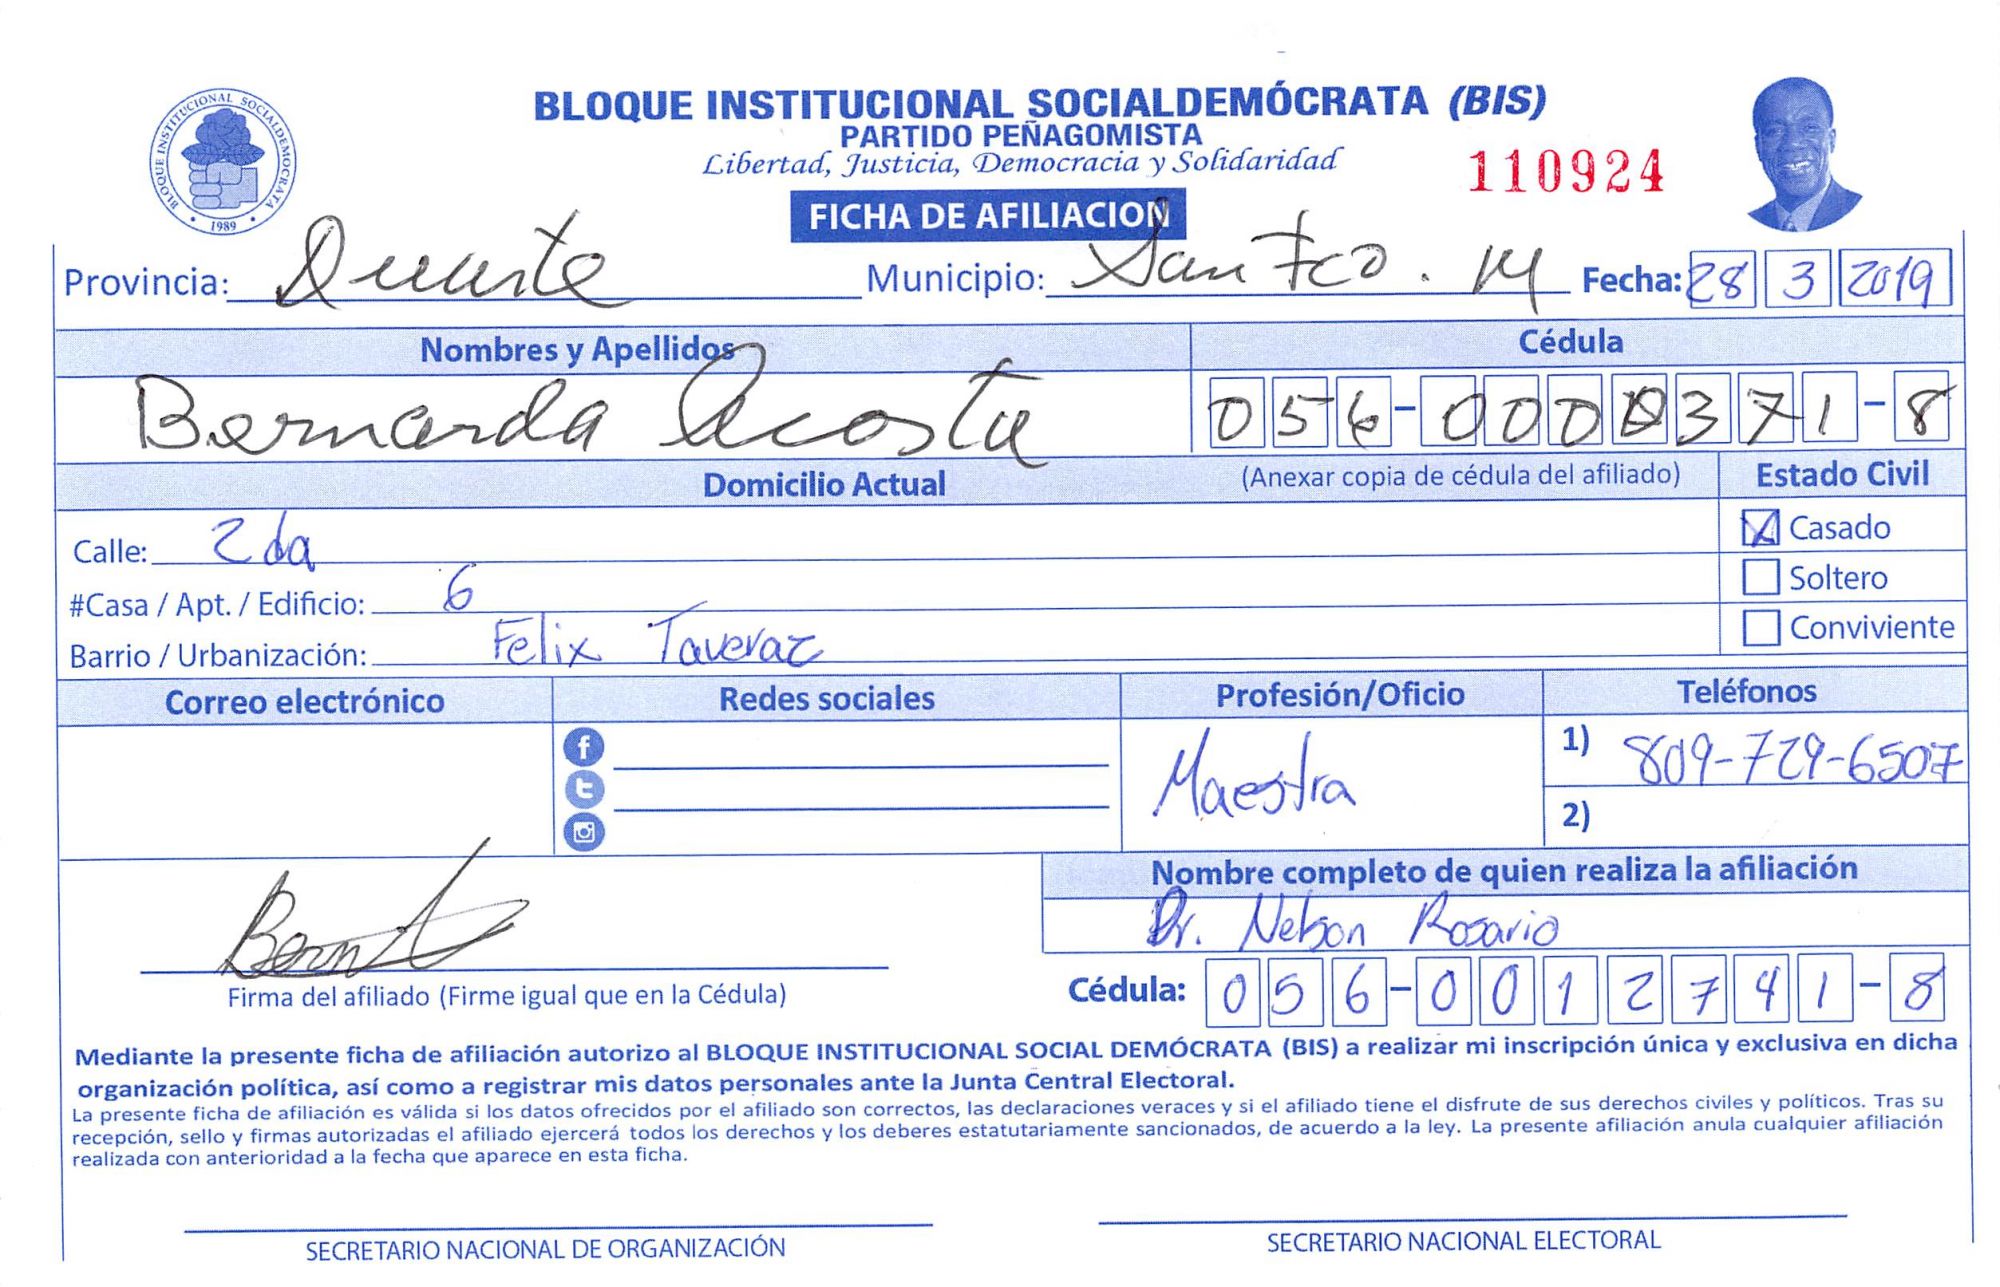 BLOQUE INSTITUCIONAL SOCIALDEMOCRATA
1989
BLOQUE INSTITUCIONAL SOCIALDEMÓCRATA (BIS)
PARTIDO PEÑAGOMISTA
Libertad, Justicia, Democracia y Solidaridad
110924
FICHA DE AFILIACION
Provincia: Duarte Municipio: San Fco. M Fecha: 28 3 2019
Nombres y Apellidos Cédula
Bernarda Acosta 056-0000371-8
Domicilio Actual (Anexar copia de cédula del afiliado) Estado Civil
Calle: 2da X Casado
#Casa / Apt. / Edificio: 6 Soltero
Barrio / Urbanización: Felix Taveraz Conviviente
Correo electrónico Redes sociales Profesión/Oficio Teléfonos
Maestra 1) 809-729-6507
2)
Nombre completo de quien realiza la afiliación
Dr. Nelson Rosario
Firma del afiliado (Firme igual que en la Cédula) Cédula: 056-0012741-8
Mediante la presente ficha de afiliación autorizo al BLOQUE INSTITUCIONAL SOCIAL DEMÓCRATA (BIS) a realizar mi inscripción única y exclusiva en dicha
organización política, así como a registrar mis datos personales ante la Junta Central Electoral.
La presente ficha de afiliación es válida si los datos ofrecidos por el afiliado son correctos, las declaraciones veraces y si el afiliado tiene el disfrute de sus derechos civiles y políticos. Tras su
recepción, sello y firmas autorizadas el afiliado ejercerá todos los derechos y los deberes estatutariamente sancionados, de acuerdo a la ley. La presente afiliación anula cualquier afiliación
realizada con anterioridad a la fecha que aparece en esta ficha.
SECRETARIO NACIONAL DE ORGANIZACIÓN SECRETARIO NACIONAL ELECTORAL